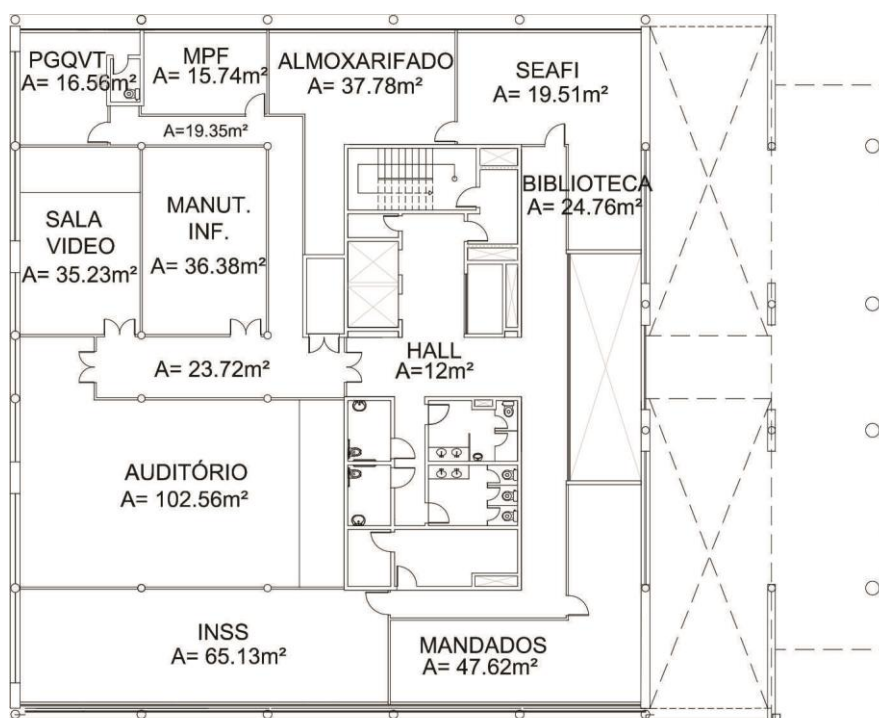 PGQVT
A= 16.56m²
MPF
A= 15.74m²
ALMOXARIFADO
A= 37.78m²
SEAFI
A= 19.51m²
A=19.35m²
BIBLIOTECA
A= 24.76m²
SALA
VIDEO
A= 35.23m²
MANUT.
INF.
A= 36.38m²
A= 23.72m²
HALL
A=12m²
AUDITÓRIO
A= 102.56m²
INSS
A= 65.13m²
MANDADOS
A= 47.62m²